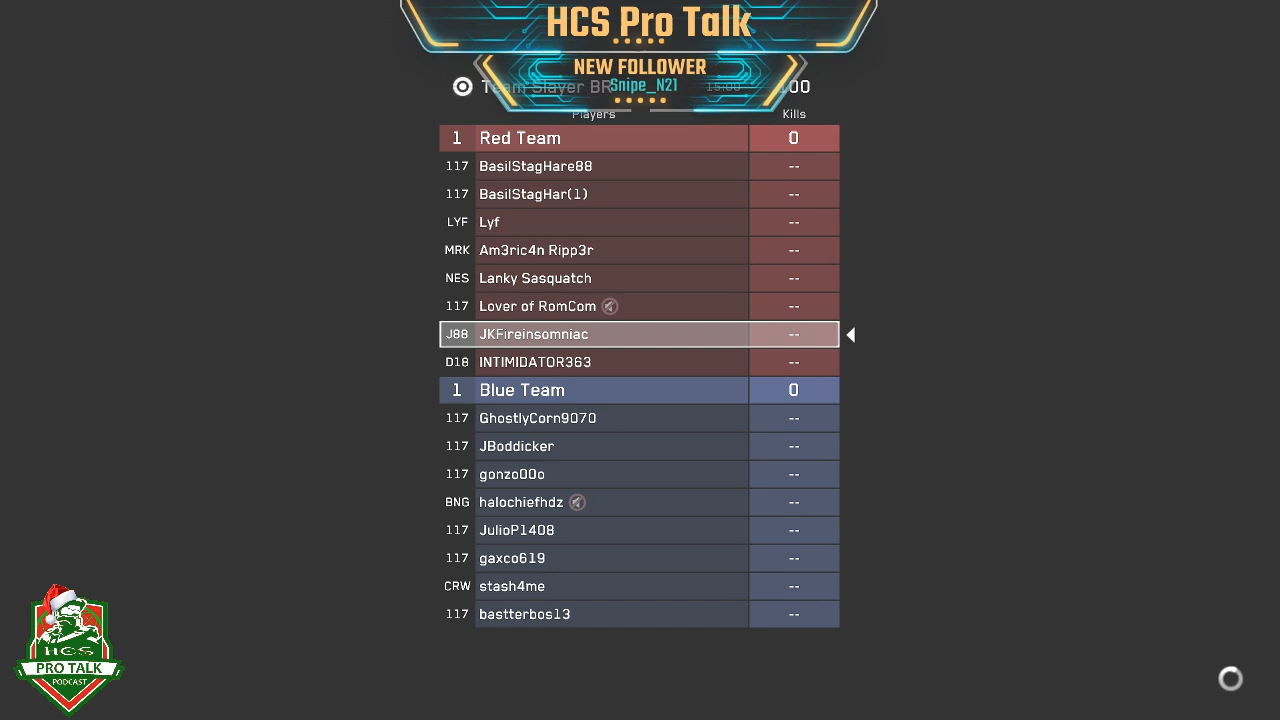 HCS Pro Talk
NEW FOLLOWER
Snipe_N21
Team Slayer BR 15:00 100
Players Kills
1 Red Team 0
117 BasilStagHare88 --
117 BasilStagHar(1) --
LYF Lyf --
MRK Am3ric4n Ripp3r --
NES Lanky Sasquatch --
117 Lover of RomCom --
J88 JKFireinsomniac --
D18 INTIMIDATOR363 --
1 Blue Team 0
117 GhostlyCorn9070 --
117 JBoddicker --
117 gonzo00o --
BNG halochiefhdz --
117 JulioP1408 --
117 gaxco619 --
CRW stash4me --
117 bastterbos13 --
HCS
PRO TALK
PODCAST